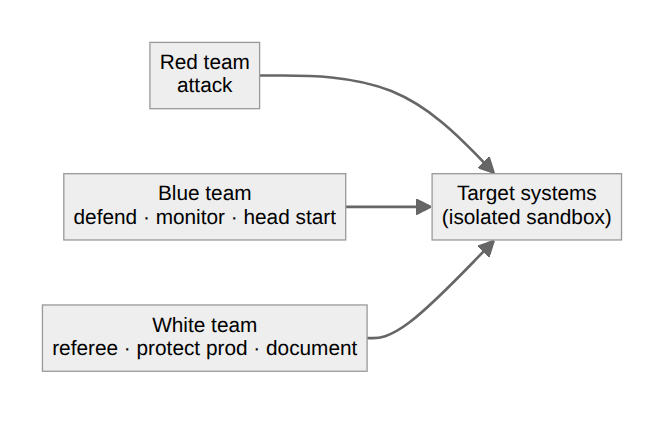 Red team
attack
Blue team
defend · monitor · head start
Target systems
(isolated sandbox)
White team
referee · protect prod · document